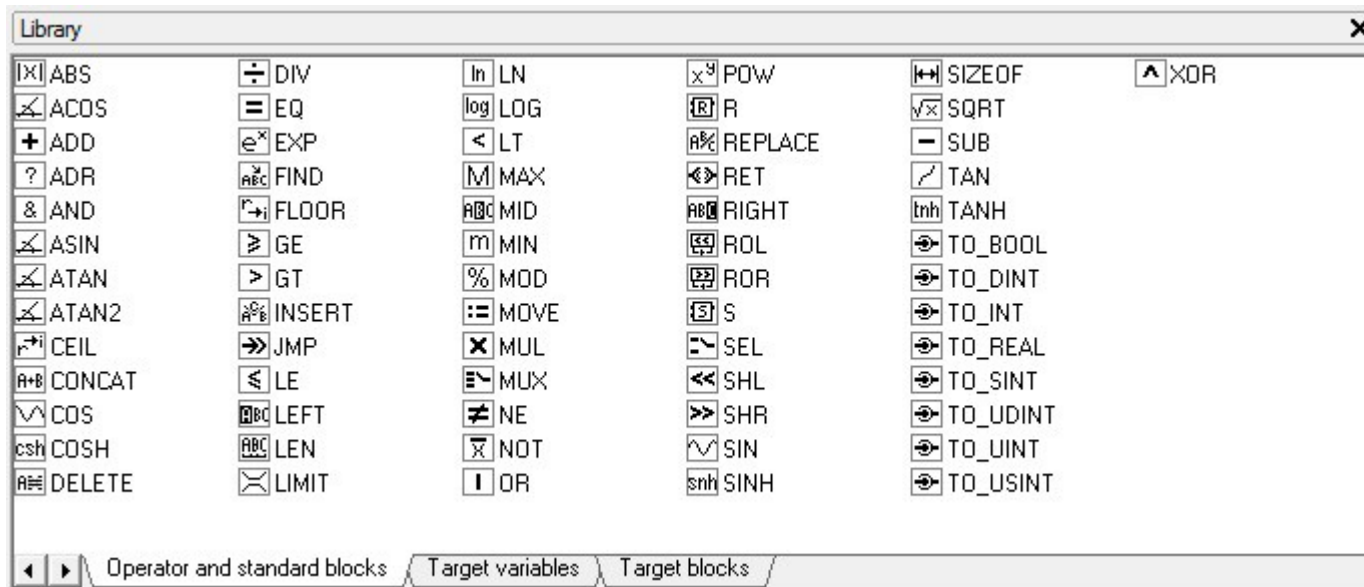 Library
ABS DIV LN POW SIZEOF XOR
ACOS EQ LOG R SQRT
ADD EXP LT REPLACE SUB
ADR FIND MAX RET TAN
AND FLOOR MID RIGHT TANH
ASIN GE MIN ROL TO_BOOL
ATAN GT MOD ROR TO_DINT
ATAN2 INSERT MOVE S TO_INT
CEIL JMP MUL SEL TO_REAL
CONCAT LE MUX SHL TO_SINT
COS LEFT NE SHR TO_UDINT
COSH LEN NOT SIN TO_UINT
DELETE LIMIT OR SINH TO_USINT
Operator and standard blocks Target variables Target blocks